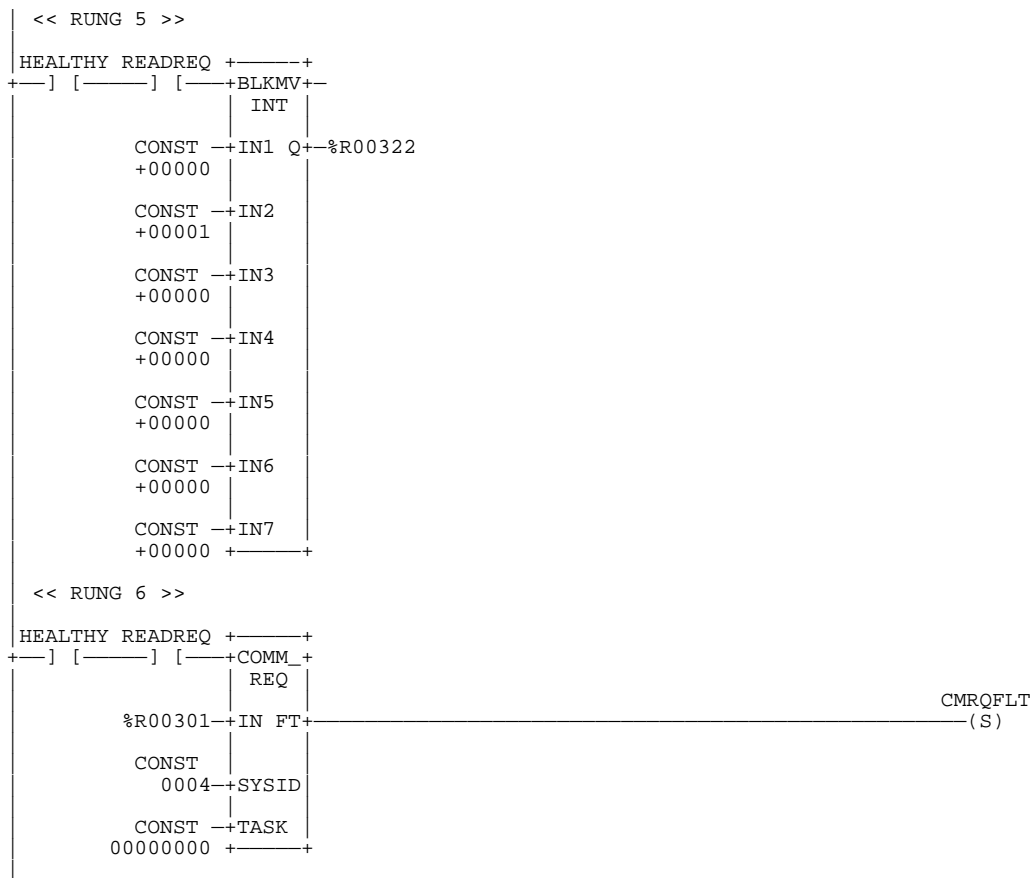 << RUNG 5 >>
HEALTHY READREQ +-----+
+--] [-----] [---+BLKMV+-
INT
CONST -+IN1 Q+-%R00322
+00000
CONST -+IN2
+00001
CONST -+IN3
+00000
CONST -+IN4
+00000
CONST -+IN5
+00000
CONST -+IN6
+00000
CONST -+IN7
+00000 +-----+
<< RUNG 6 >>
HEALTHY READREQ +-----+
+--] [-----] [---+COMM_+
REQ
CMRQFLT
%R00301-+IN FT+-(S)
CONST
0004-+SYSID
CONST -+TASK
00000000 +-----+